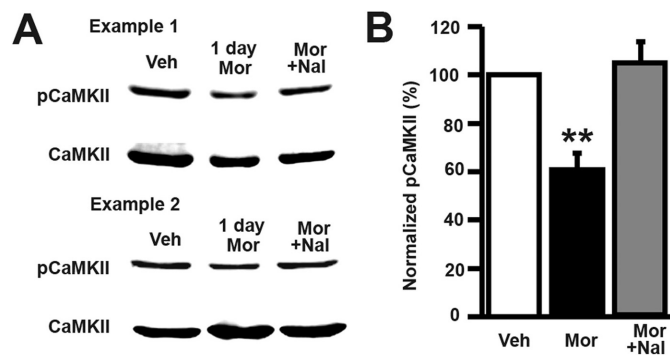 A
Example 1
Veh
1 day
Mor
Mor
+Nal
pCaMKII
CaMKII
Example 2
Veh
1 day
Mor
Mor
+Nal
pCaMKII
CaMKII
B
Normalized pCaMKII (%)
120
100
80
60
40
20
0
**
Veh
Mor
Mor
+Nal